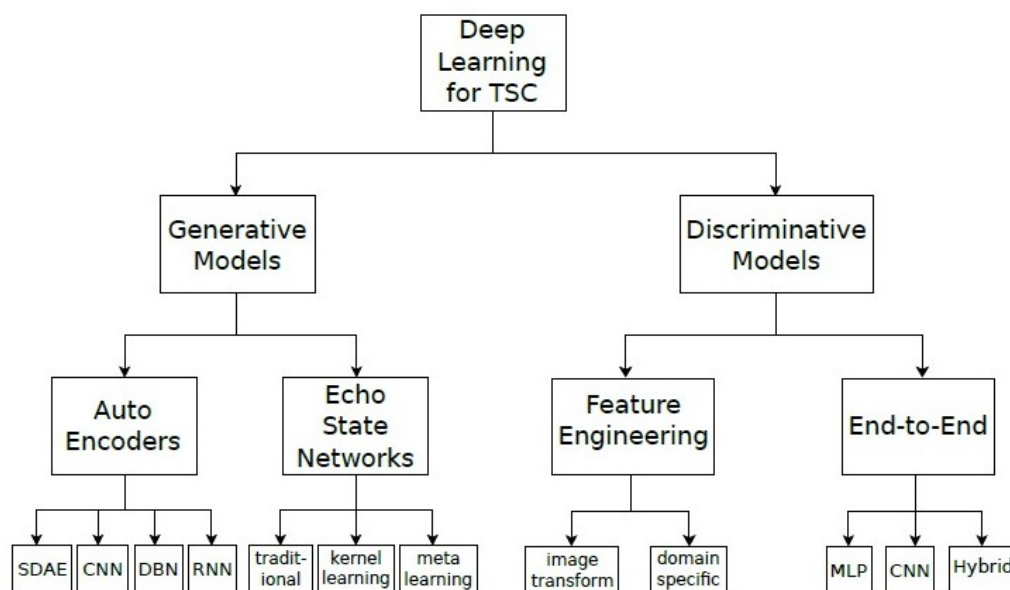 Deep
Learning
for TSC
Generative
Models
Discriminative
Models
Auto
Encoders
Echo
State
Networks
Feature
Engineering
End-to-End
SDAE
CNN
DBN
RNN
tradit-
ional
kernel
learning
meta
learning
image
transform
domain
specific
MLP
CNN
Hybrid